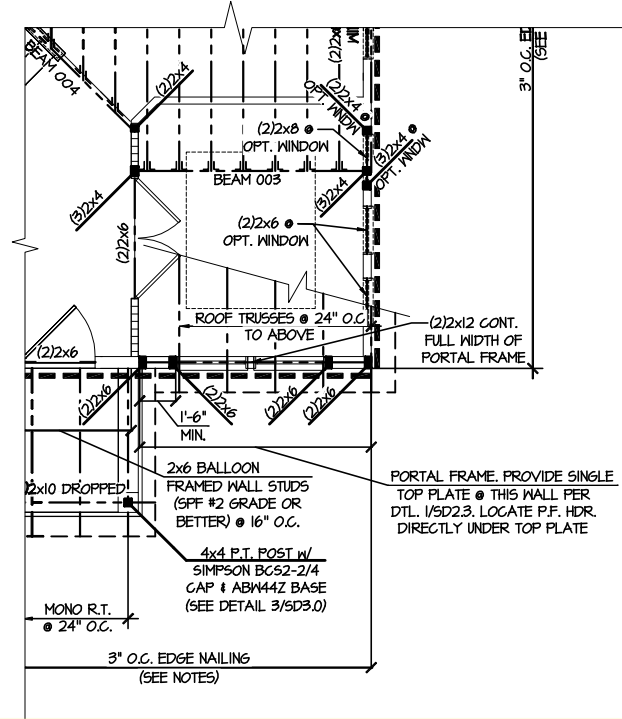 BEAM 004
(2)2x4
(2)2x
3" O.C. ED
(SEE
(2)2x4 @
OPT. WNDW
(2)2x8 @
OPT. WINDOW
(3)2x4 @
OPT. WNDW
BEAM 003
(3)2x4
(3)2x4
(2)2x6
(2)2x6 @
OPT. WINDOW
ROOF TRUSSES @ 24" O.C.
TO ABOVE
(2)2x12 CONT.
FULL WIDTH OF
PORTAL FRAME
(2)2x6
(2)2x6
(2)2x6
(2)2x6
(2)2x6
1'-6"
MIN.
2x6 BALLOON
FRAMED WALL STUDS
(SPF #2 GRADE OR
BETTER) @ 16" O.C.
PORTAL FRAME. PROVIDE SINGLE
TOP PLATE @ THIS WALL PER
DTL. 1/SD2.3. LOCATE P.F. HDR.
DIRECTLY UNDER TOP PLATE
)2x10 DROPPED
4x4 P.T. POST W/
SIMPSON BCS2-2/4
CAP & ABW44Z BASE
(SEE DETAIL 3/SD3.0)
MONO R.T.
@ 24" O.C.
3" O.C. EDGE NAILING
(SEE NOTES)